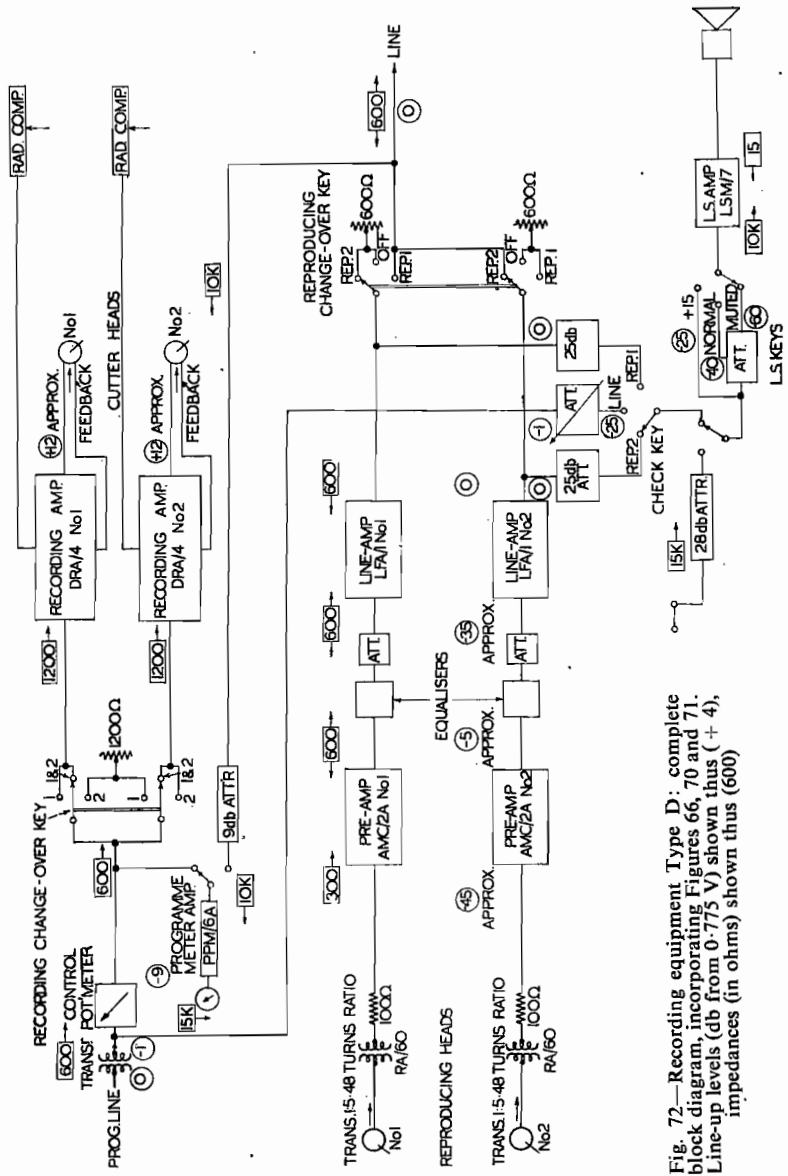 RAD. COMP.
RAD. COMP.
CUTTER HEADS
RECORDING AMP.
DRA/4 No1
+12 APPROX.
No1
FEEDBACK
RECORDING AMP.
DRA/4 No2
+12 APPROX.
No2
FEEDBACK
10K
1200
1200
RECORDING CHANGE-OVER KEY
1
1&2
2
1
1&2
2
1200Ω
600
600
CONTROL
POT'METER
TRANS!
PROG.LINE
0
-1
-9
PROGRAMME
METER AMP.
PPM/6A
15K
10K
9db ATTR
LINE
600
0
REPRODUCING
CHANGE-OVER KEY
REP.2
OFF
REP.1
600Ω
REP.2
OFF
REP.1
600Ω
TRANS.1:5·48 TURNS RATIO
100Ω
RA/60
No1
300
PRE-AMP
AMC/2A No1
600
ATT.
600
LINE-AMP
LFA/1 No1
600
0
REPRODUCING HEADS
EQUALISERS
TRANS.1:5·48 TURNS RATIO
100Ω
RA/60
No2
-45
APPROX.
PRE-AMP
AMC/2A No2
-5
APPROX.
ATT.
-35
APPROX.
LINE-AMP
LFA/1 No2
0
0
25db
ATT.
-1
-25
25db
ATT
REP.1
LINE
REP.2
CHECK KEY
15K
28db ATTR.
-25
+15
-40
NORMAL
MUTED
-60
ATT.
L.S.KEYS
L.S. AMP
LSM/7
10K
15
Fig. 72—Recording equipment Type D: complete
block diagram, incorporating Figures 66, 70 and 71.
Line-up levels (db from 0·775 V) shown thus (+ 4),
impedances (in ohms) shown thus (600)